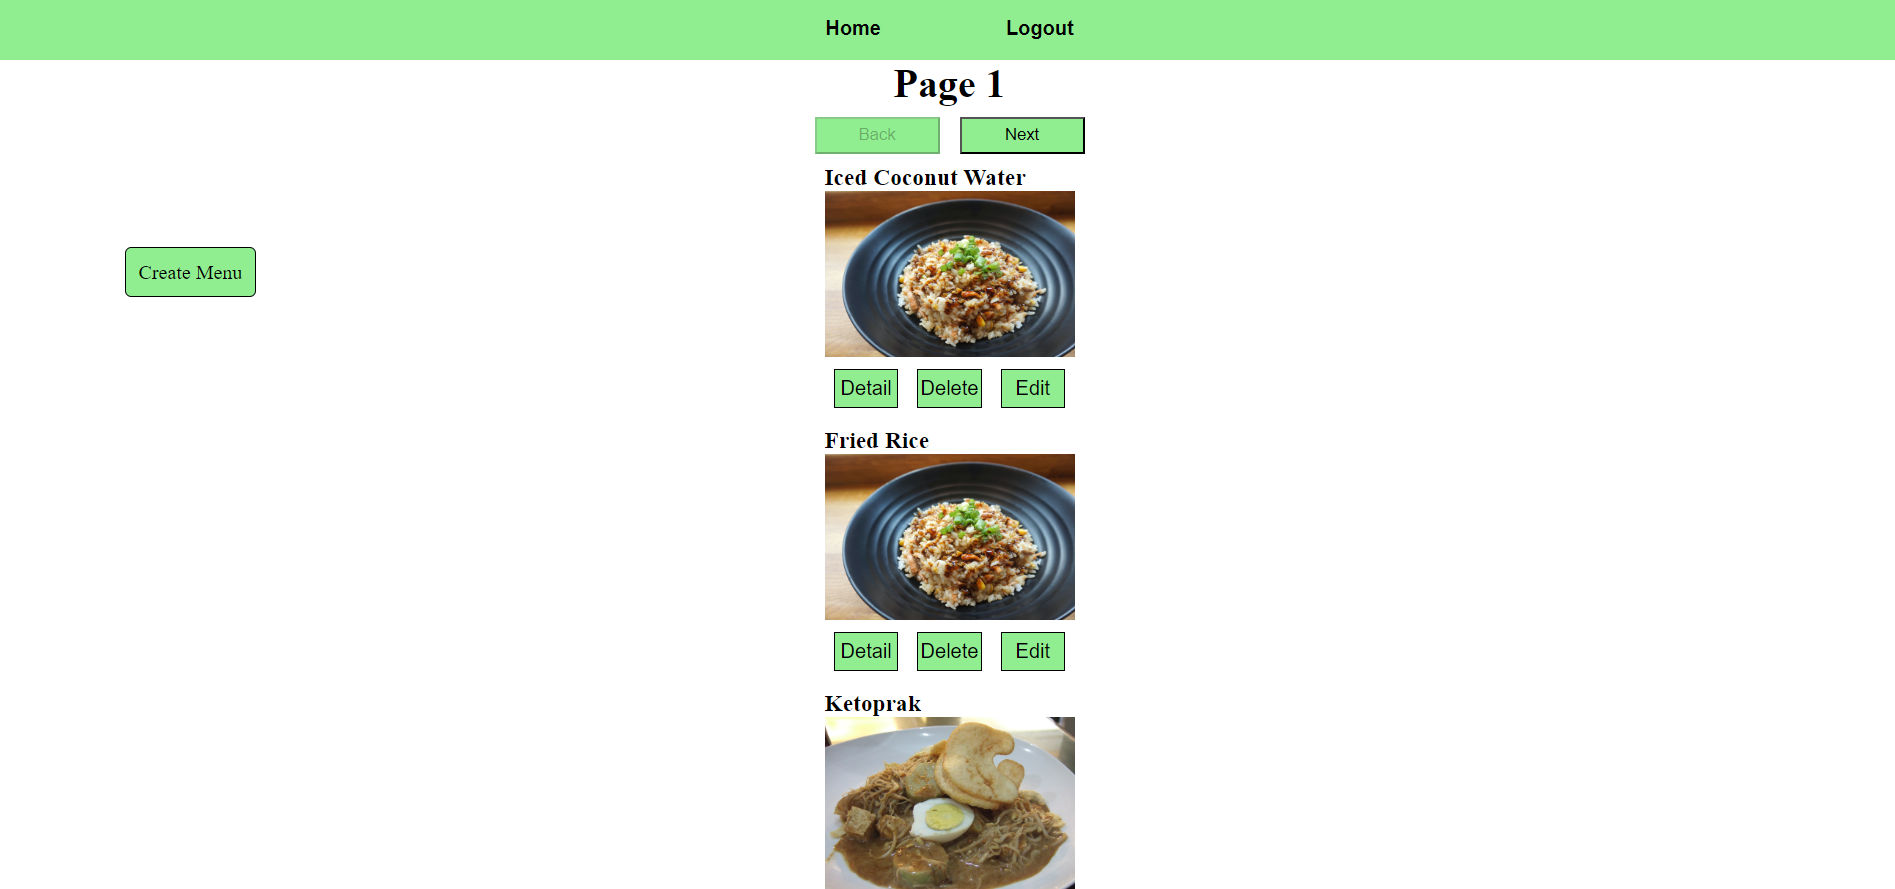 Home Logout
Page 1
Back Next
Iced Coconut Water
Create Menu
Detail Delete Edit
Fried Rice
Detail Delete Edit
Ketoprak